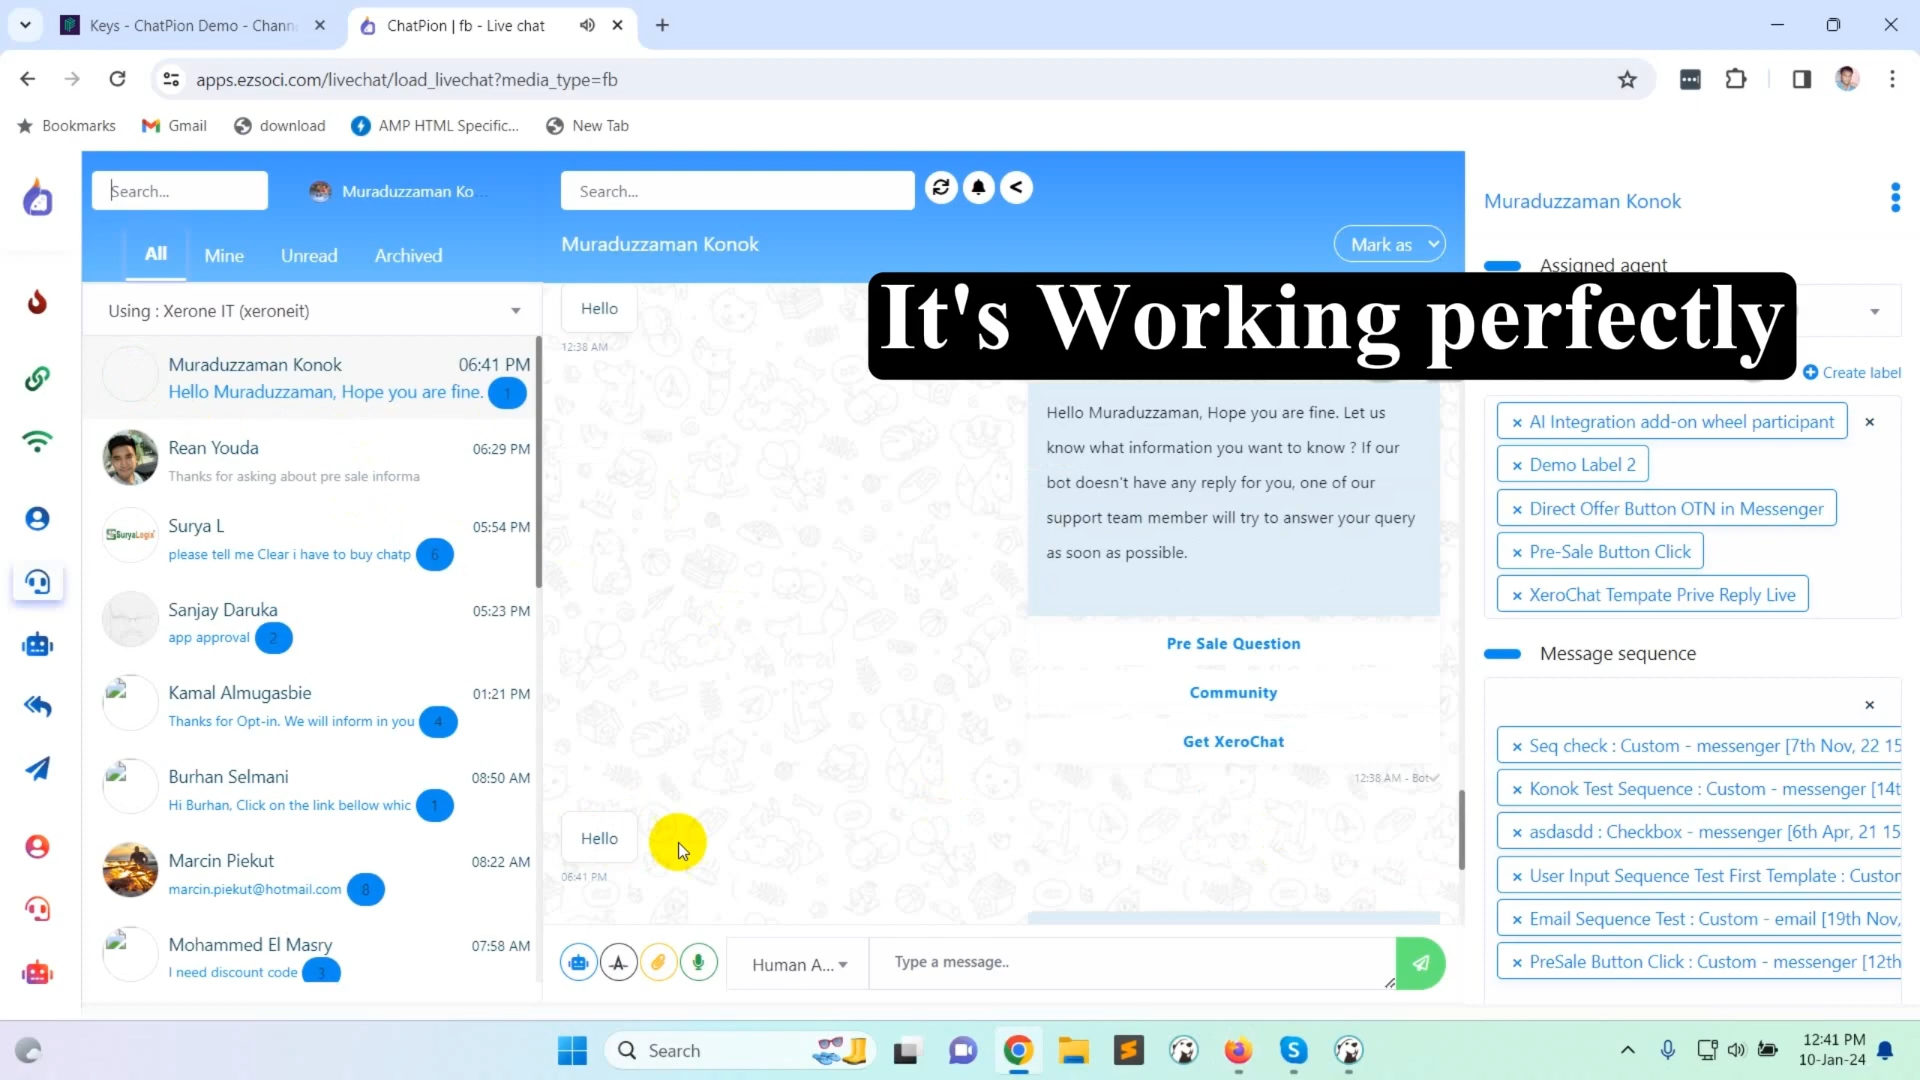 Keys - ChatPion Demo - Chann
ChatPion | fb - Live chat
apps.ezsoci.com/livechat/load_livechat?media_type=fb
Bookmarks
Gmail
download
AMP HTML Specific...
New Tab
Search...
Muraduzzaman Ko...
Search...
Muraduzzaman Konok
All
Mine
Unread
Archived
Muraduzzaman Konok
Mark as
Assigned agent
It's Working perfectly
Using : Xerone IT (xeroneit)
Muraduzzaman Konok
06:41 PM
Hello Muraduzzaman, Hope you are fine.
1
Rean Youda
06:29 PM
Thanks for asking about pre sale informa
SuryaLogix
Surya L
05:54 PM
please tell me Clear i have to buy chatp
6
Sanjay Daruka
05:23 PM
app approval
2
Kamal Almugasbie
01:21 PM
Thanks for Opt-in. We will inform in you
4
Burhan Selmani
08:50 AM
Hi Burhan, Click on the link bellow whic
1
Marcin Piekut
08:22 AM
marcin.piekut@hotmail.com
8
Mohammed El Masry
07:58 AM
I need discount code
3
Hello
12:38 AM
Hello Muraduzzaman, Hope you are fine. Let us
know what information you want to know ? If our
bot doesn't have any reply for you, one of our
support team member will try to answer your query
as soon as possible.
Pre Sale Question
Community
Get XeroChat
12:38 AM - Bot
Hello
06:41 PM
Human A...
Type a message..
Create label
× AI Integration add-on wheel participant
×
× Demo Label 2
× Direct Offer Button OTN in Messenger
× Pre-Sale Button Click
× XeroChat Tempate Prive Reply Live
Message sequence
×
× Seq check : Custom - messenger [7th Nov, 22 15
× Konok Test Sequence : Custom - messenger [14t
× asdasdd : Checkbox - messenger [6th Apr, 21 15
× User Input Sequence Test First Template : Custor
× Email Sequence Test : Custom - email [19th Nov,
× PreSale Button Click : Custom - messenger [12th
Search
12:41 PM
10-Jan-24